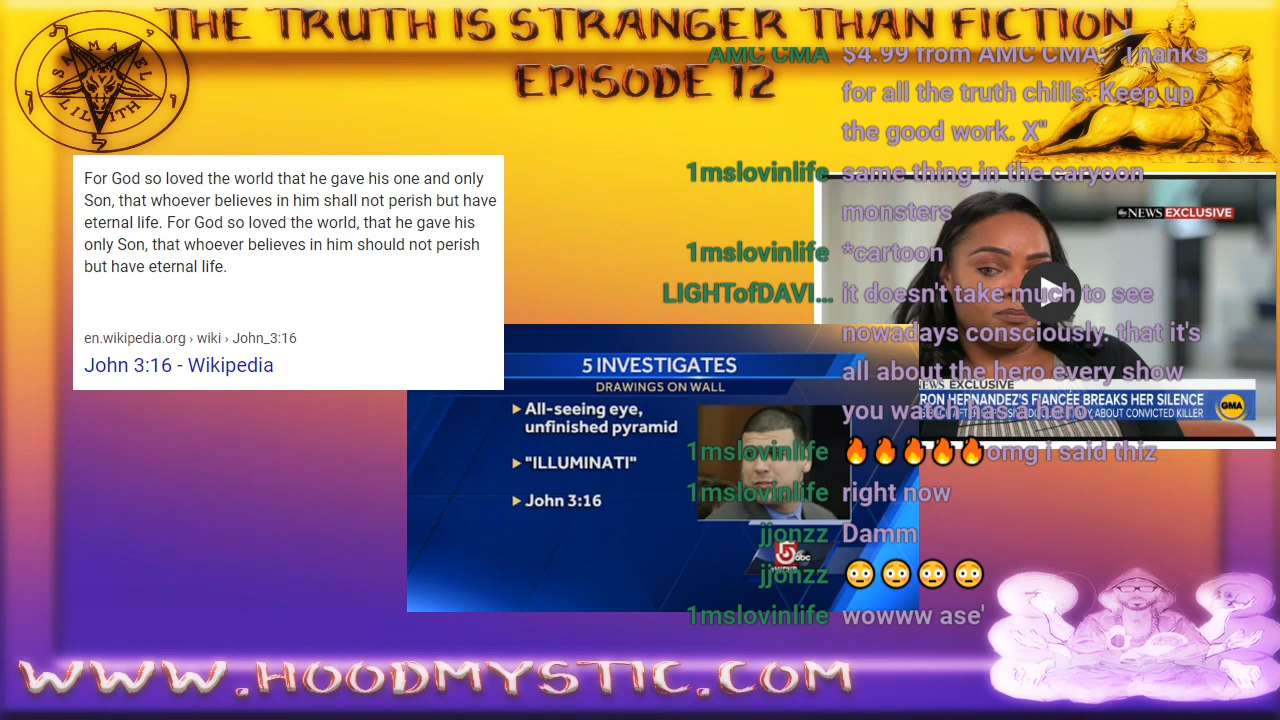 THE TRUTH IS STRANGER THAN FICTION
EPISODE 12
SAMAEL
LILITH
For God so loved the world that he gave his one and only
Son, that whoever believes in him shall not perish but have
eternal life. For God so loved the world, that he gave his
only Son, that whoever believes in him should not perish
but have eternal life.
en.wikipedia.org › wiki › John_3:16
John 3:16 - Wikipedia
AMC CMA $4.99 from AMC CMA: "Thanks
for all the truth chills. Keep up
the good work. X"
1mslovinlife same thing in the caryoon
monsters
1mslovinlife *cartoon
LIGHTofDAVI... it doesn't take much to see
nowadays consciously. that it's
all about the hero every show
you watch has a hero.
1mslovinlife 🔥🔥🔥🔥🔥omg i said thiz
1mslovinlife right now
jjonzz Damm
jjonzz 😳😳😳😳
1mslovinlife wowww ase'
abc NEWS EXCLUSIVE
NEWS EXCLUSIVE
RON HERNANDEZ'S FIANCÉE BREAKS HER SILENCE
ABOUT CONVICTED KILLER
GMA
5 INVESTIGATES
DRAWINGS ON WALL
All-seeing eye,
unfinished pyramid
"ILLUMINATI"
John 3:16
5 abc
WWW.HOODMYSTIC.COM